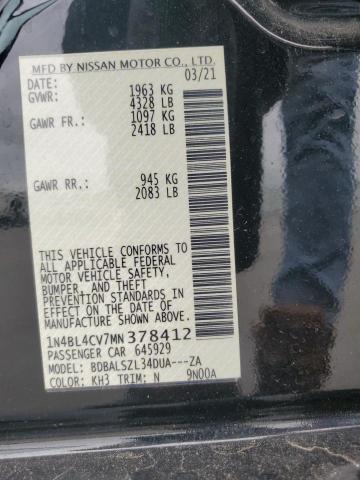 MFD BY NISSAN MOTOR CO., LTD.
DATE: 03/21
GVWR: 1963 KG
4328 LB
GAWR FR.: 1097 KG
2418 LB
GAWR RR.: 945 KG
2083 LB
THIS VEHICLE CONFORMS TO
ALL APPLICABLE FEDERAL
MOTOR VEHICLE SAFETY,
BUMPER, AND THEFT
PREVENTION STANDARDS IN
EFFECT ON THE DATE OF
MANUFACTURE SHOWN ABOVE.
1N4BL4CV7MN378412
PASSENGER CAR 645929
MODEL: BDBALSZL34DUA---ZA
COLOR: KH3 TRIM: N 9N00A